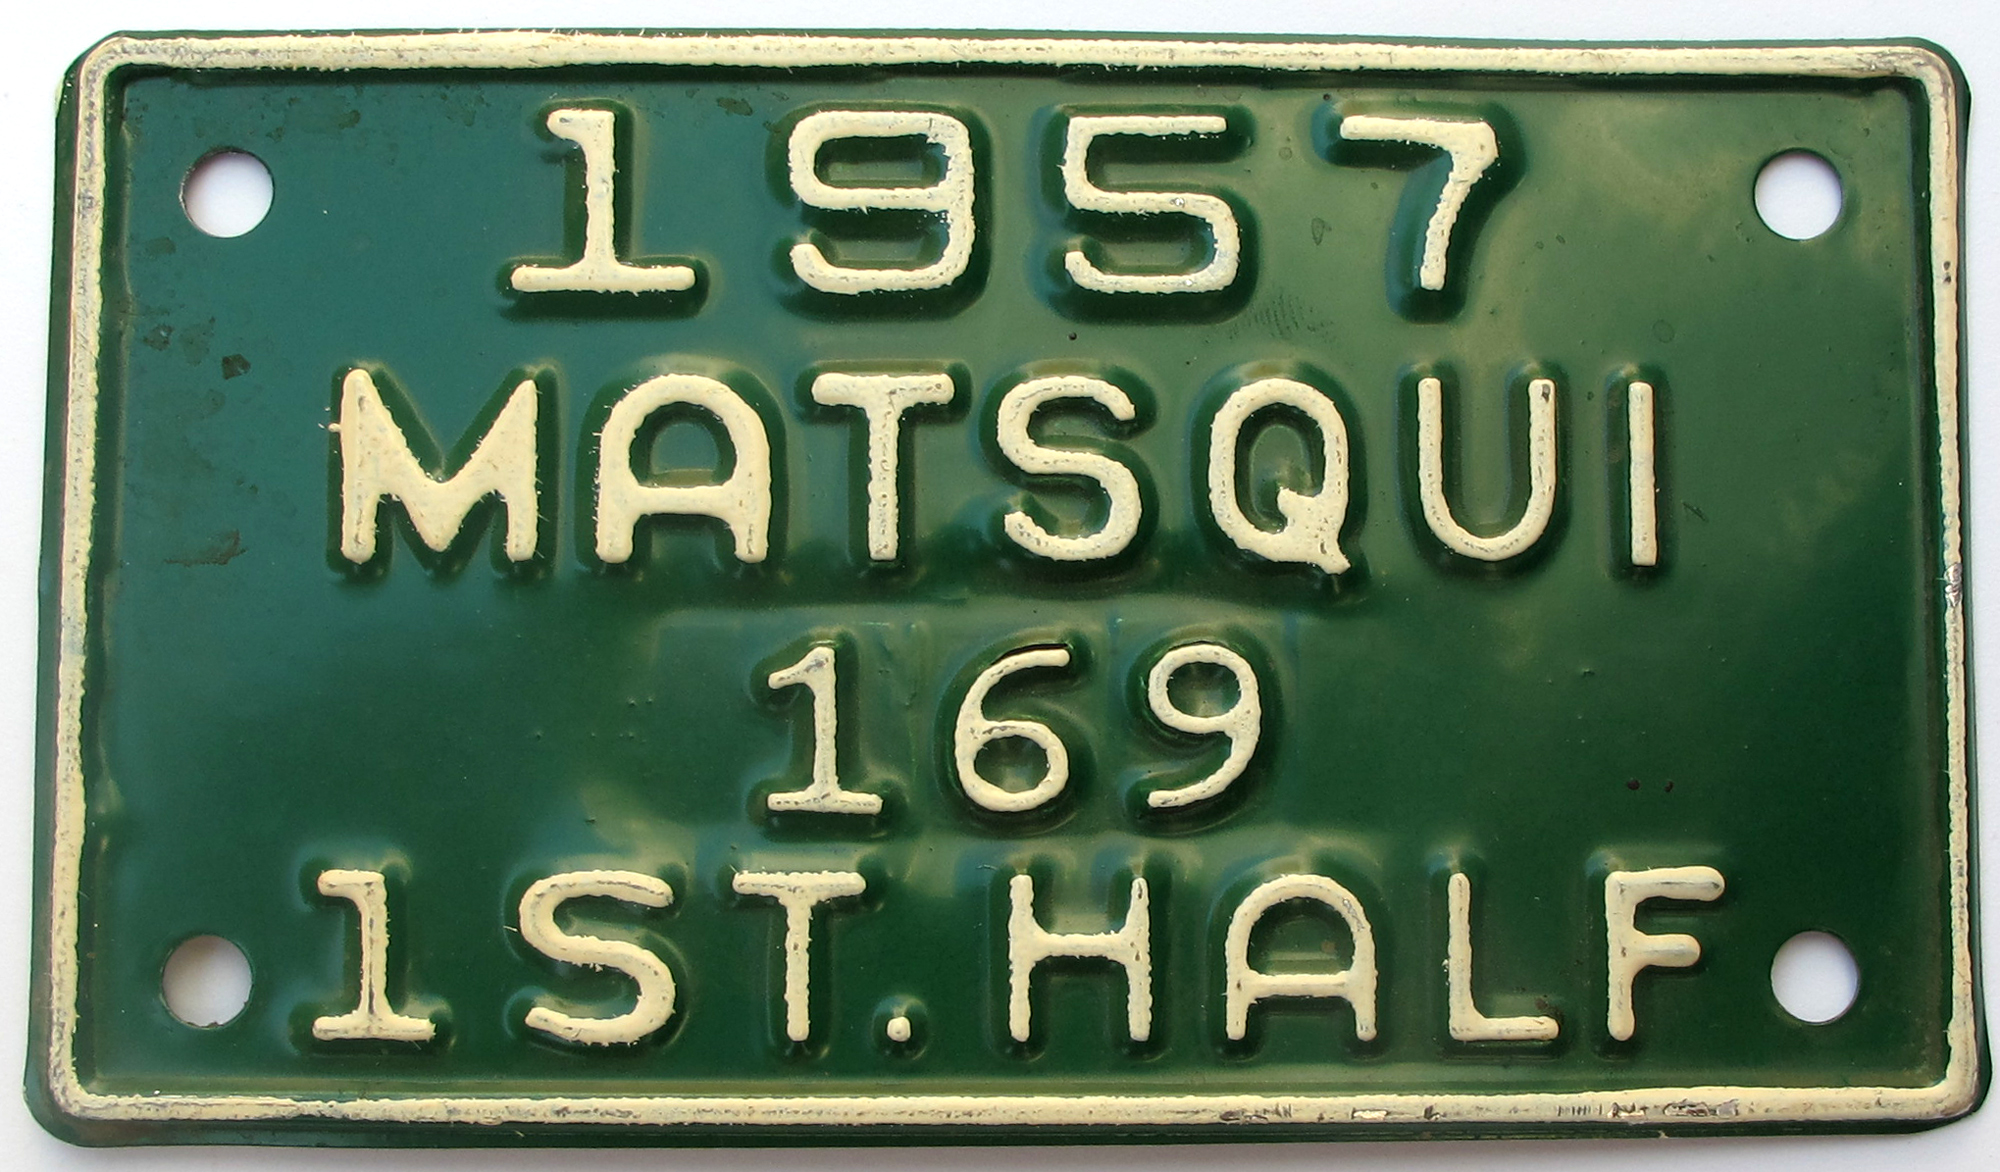 1957
MATSQUI
169
1ST. HALF